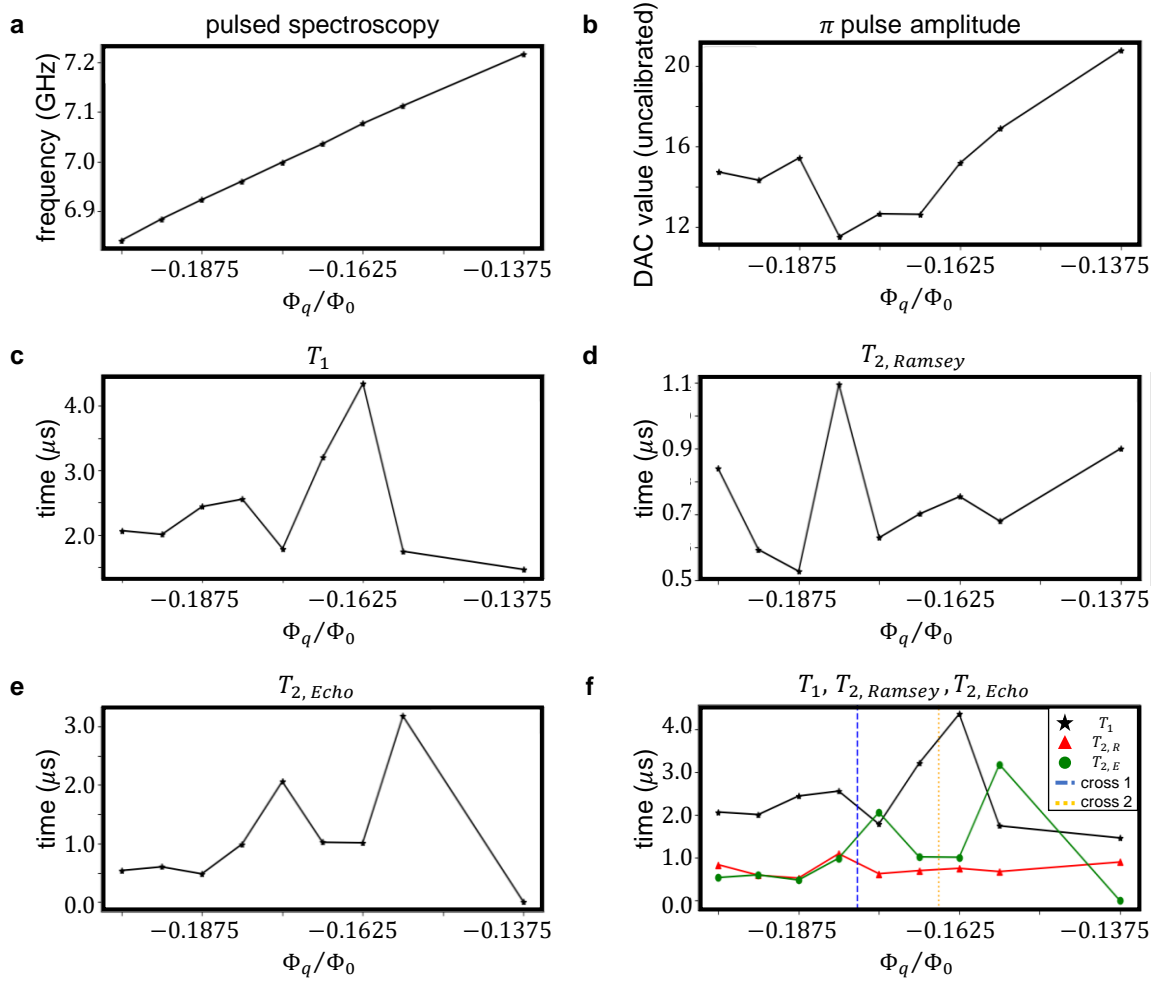 a
pulsed spectroscopy
frequency (GHz)
7.2
7.1
7.0
6.9
−0.1875
−0.1625
−0.1375
Φq/Φ0
b
π pulse amplitude
DAC value (uncalibrated)
20
16
12
−0.1875
−0.1625
−0.1375
Φq/Φ0
c
T1
time (μs)
4.0
3.0
2.0
−0.1875
−0.1625
−0.1375
Φq/Φ0
d
T2, Ramsey
time (μs)
1.1
0.9
0.7
0.5
−0.1875
−0.1625
−0.1375
Φq/Φ0
e
T2, Echo
time (μs)
3.0
2.0
1.0
0.0
−0.1875
−0.1625
−0.1375
Φq/Φ0
f
T1, T2, Ramsey , T2, Echo
time (μs)
4.0
3.0
2.0
1.0
0.0
T1
T2, R
T2, E
cross 1
cross 2
−0.1875
−0.1625
−0.1375
Φq/Φ0